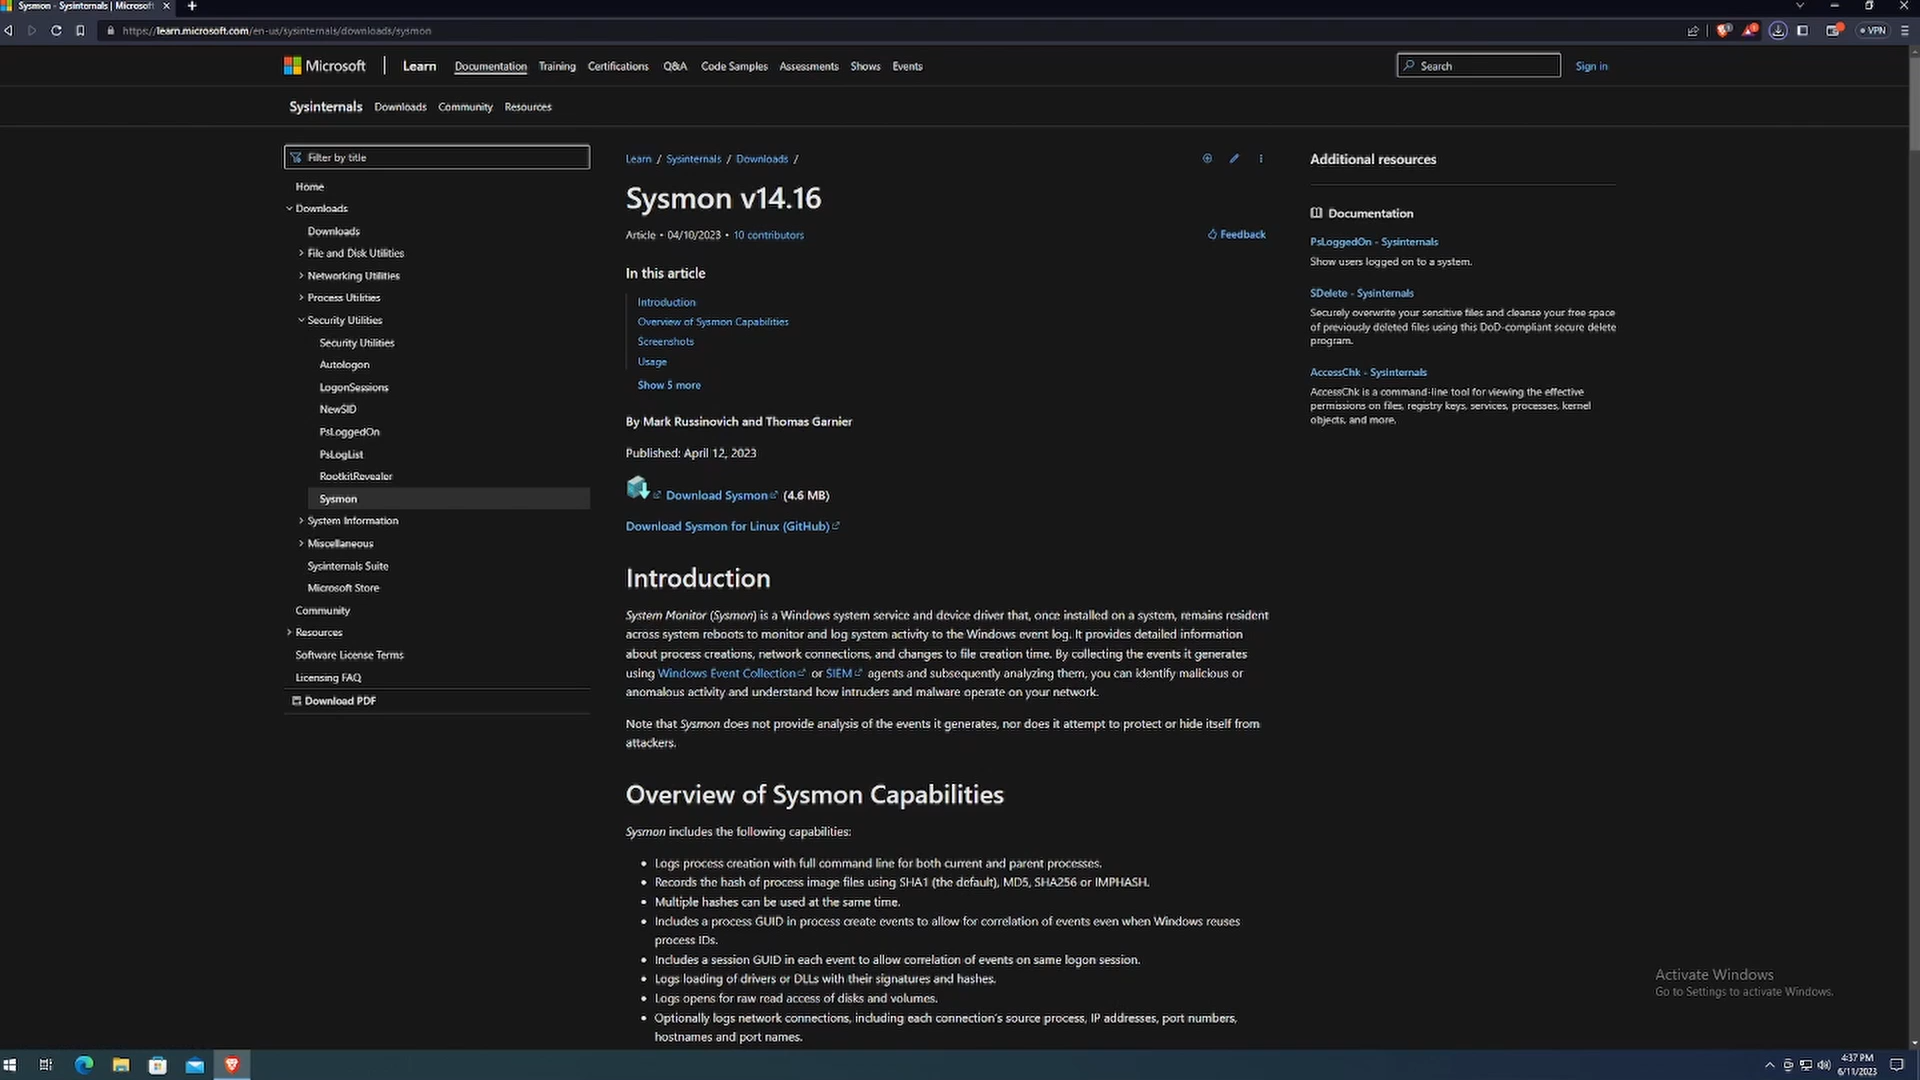 Sysmon - Sysinternals | Microsoft
https://learn.microsoft.com/en-us/sysinternals/downloads/sysmon
VPN
Microsoft
Learn
Documentation
Training
Certifications
Q&A
Code Samples
Assessments
Shows
Events
Search
Sign in
Sysinternals
Downloads
Community
Resources
Filter by title
Home
Downloads
Downloads
File and Disk Utilities
Networking Utilities
Process Utilities
Security Utilities
Security Utilities
Autologon
LogonSessions
NewSID
PsLoggedOn
PsLogList
RootkitRevealer
Sysmon
System Information
Miscellaneous
Sysinternals Suite
Microsoft Store
Community
Resources
Software License Terms
Licensing FAQ
Download PDF
Learn / Sysinternals / Downloads /
Sysmon v14.16
Article • 04/10/2023 • 10 contributors
Feedback
In this article
Introduction
Overview of Sysmon Capabilities
Screenshots
Usage
Show 5 more
By Mark Russinovich and Thomas Garnier
Published: April 12, 2023
Download Sysmon (4.6 MB)
Download Sysmon for Linux (GitHub)
Introduction
System Monitor (Sysmon) is a Windows system service and device driver that, once installed on a system, remains resident
across system reboots to monitor and log system activity to the Windows event log. It provides detailed information
about process creations, network connections, and changes to file creation time. By collecting the events it generates
using Windows Event Collection or SIEM agents and subsequently analyzing them, you can identify malicious or
anomalous activity and understand how intruders and malware operate on your network.
Note that Sysmon does not provide analysis of the events it generates, nor does it attempt to protect or hide itself from
attackers.
Overview of Sysmon Capabilities
Sysmon includes the following capabilities:
• Logs process creation with full command line for both current and parent processes.
• Records the hash of process image files using SHA1 (the default), MD5, SHA256 or IMPHASH.
• Multiple hashes can be used at the same time.
• Includes a process GUID in process create events to allow for correlation of events even when Windows reuses
process IDs.
• Includes a session GUID in each event to allow correlation of events on same logon session.
• Logs loading of drivers or DLLs with their signatures and hashes.
• Logs opens for raw read access of disks and volumes.
• Optionally logs network connections, including each connection's source process, IP addresses, port numbers,
hostnames and port names.
Additional resources
Documentation
PsLoggedOn - Sysinternals
Show users logged on to a system.
SDelete - Sysinternals
Securely overwrite your sensitive files and cleanse your free space
of previously deleted files using this DoD-compliant secure delete
program.
AccessChk - Sysinternals
AccessChk is a command-line tool for viewing the effective
permissions on files, registry keys, services, processes, kernel
objects, and more.
Activate Windows
Go to Settings to activate Windows.
4:37 PM
6/11/2023